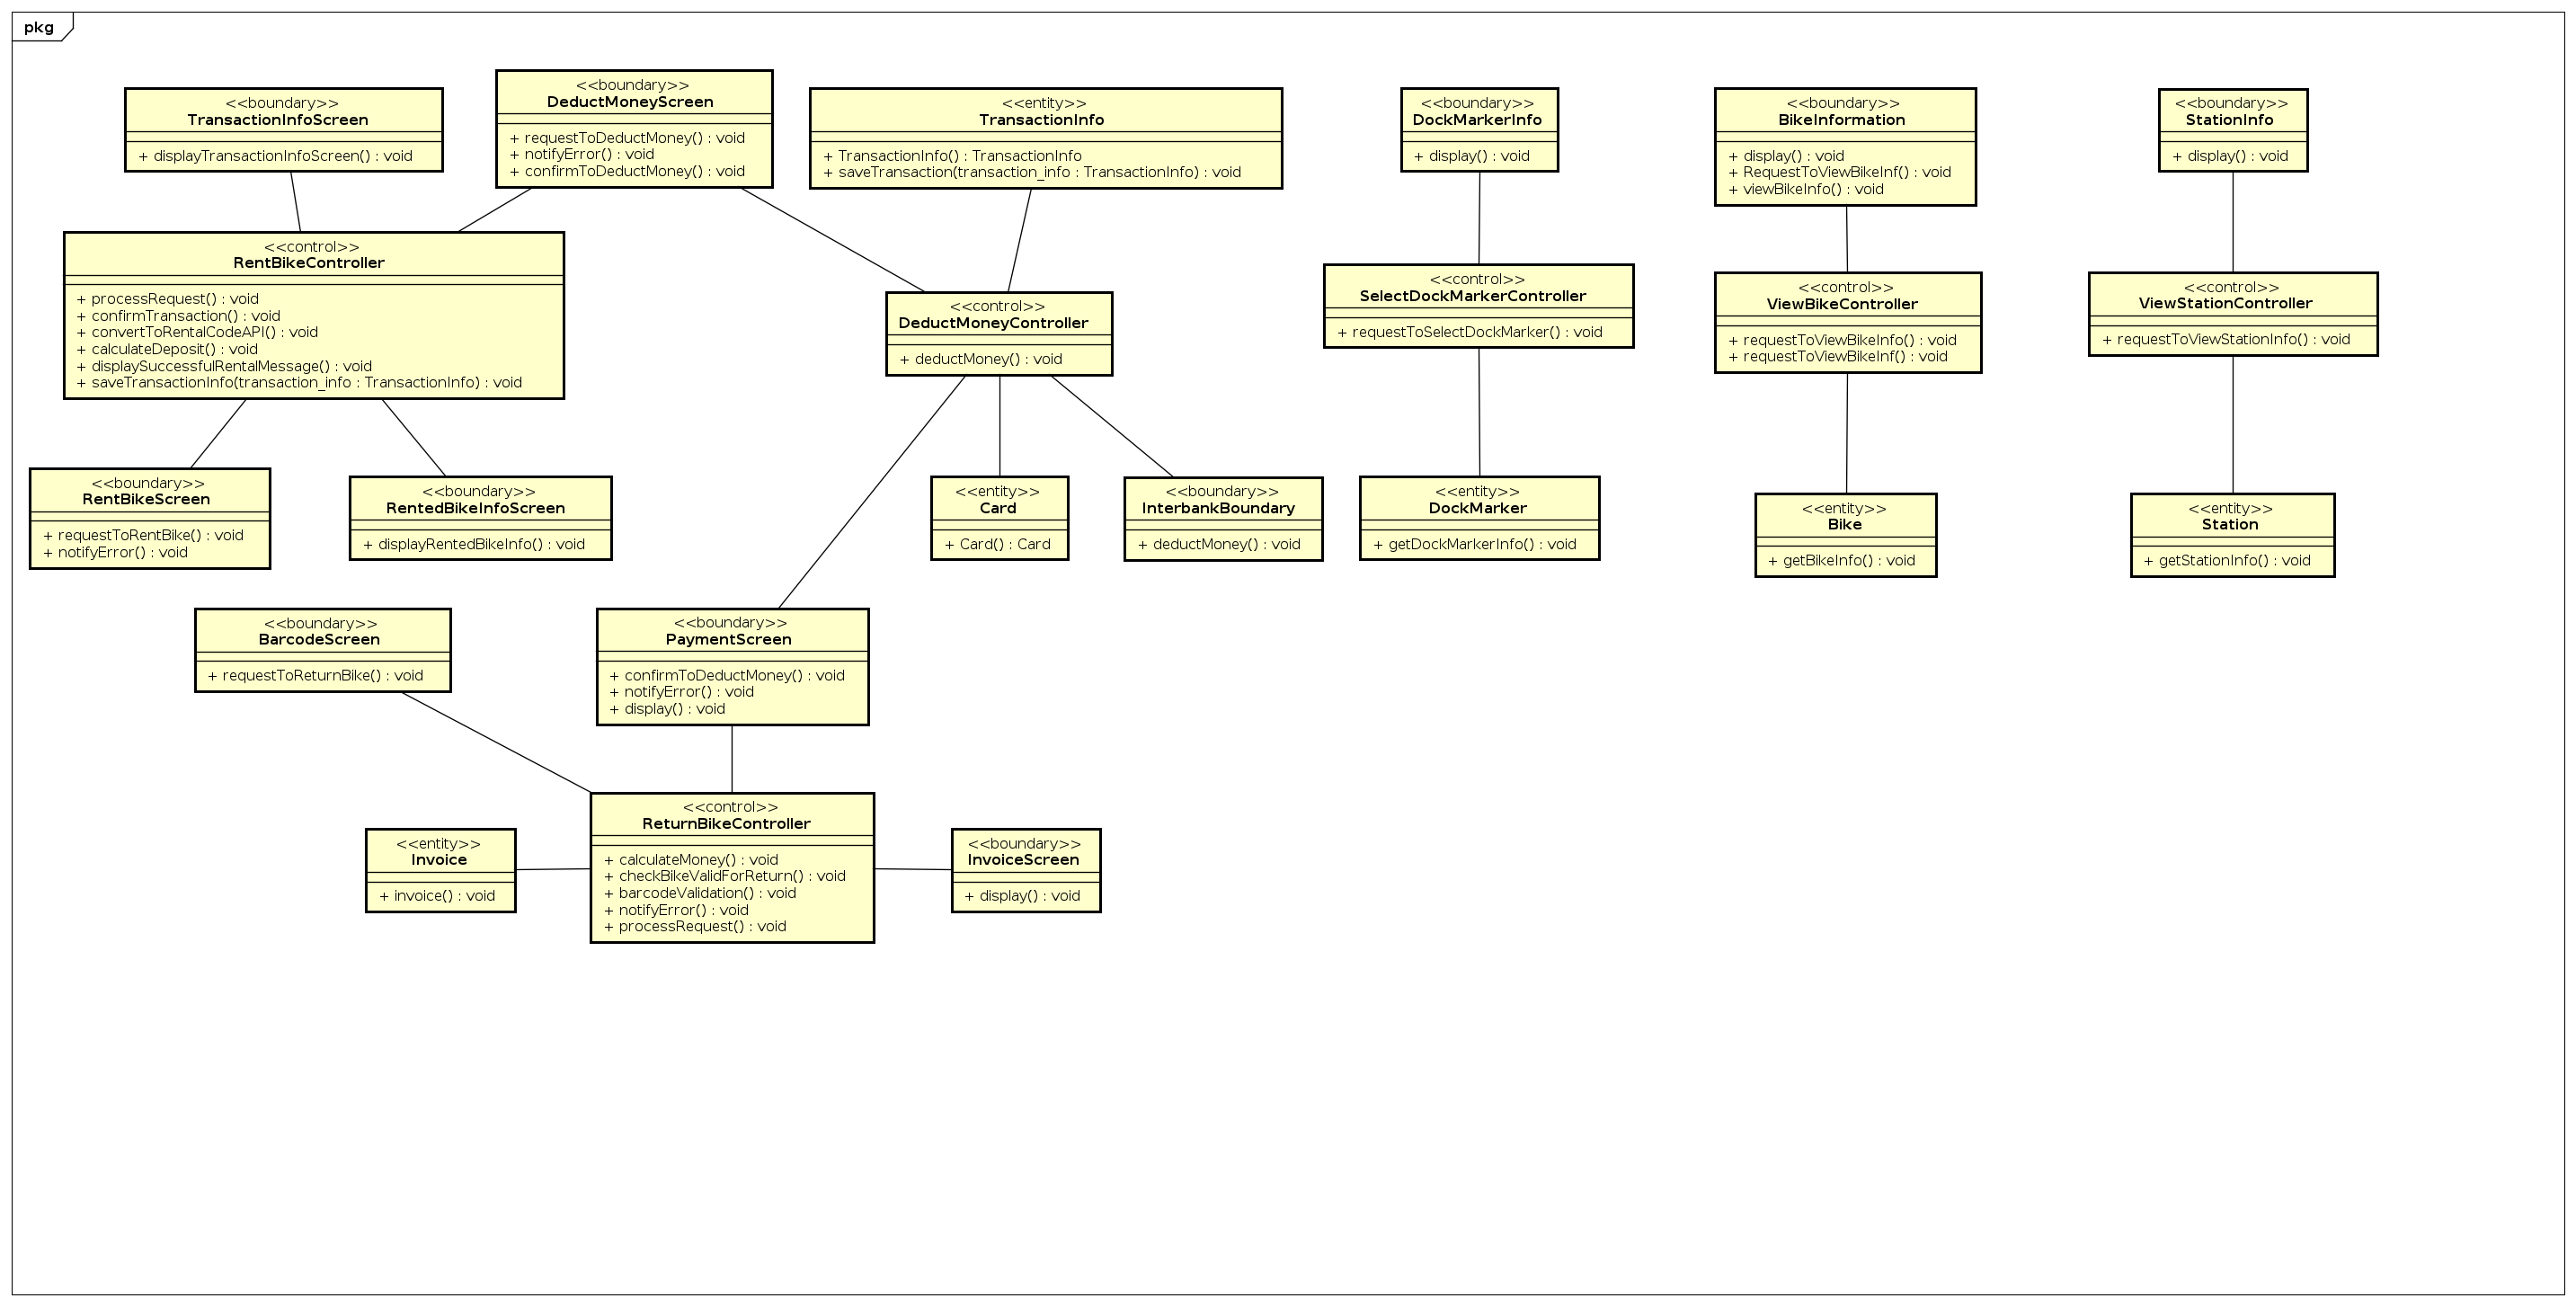 pkg
<<boundary>>
TransactionInfoScreen
+ displayTransactionInfoScreen() : void
<<boundary>>
DeductMoneyScreen
+ requestToDeductMoney() : void
+ notifyError() : void
+ confirmToDeductMoney() : void
<<entity>>
TransactionInfo
+ TransactionInfo() : TransactionInfo
+ saveTransaction(transaction_info : TransactionInfo) : void
<<boundary>>
DockMarkerInfo
+ display() : void
<<boundary>>
BikeInformation
+ display() : void
+ RequestToViewBikeInf() : void
+ viewBikeInfo() : void
<<boundary>>
StationInfo
+ display() : void
<<control>>
RentBikeController
+ processRequest() : void
+ confirmTransaction() : void
+ convertToRentalCodeAPI() : void
+ calculateDeposit() : void
+ displaySuccessfulRentalMessage() : void
+ saveTransactionInfo(transaction_info : TransactionInfo) : void
<<control>>
DeductMoneyController
+ deductMoney() : void
<<control>>
SelectDockMarkerController
+ requestToSelectDockMarker() : void
<<control>>
ViewBikeController
+ requestToViewBikeInfo() : void
+ requestToViewBikeInf() : void
<<control>>
ViewStationController
+ requestToViewStationInfo() : void
<<boundary>>
RentBikeScreen
+ requestToRentBike() : void
+ notifyError() : void
<<boundary>>
RentedBikeInfoScreen
+ displayRentedBikeInfo() : void
<<entity>>
Card
+ Card() : Card
<<boundary>>
InterbankBoundary
+ deductMoney() : void
<<entity>>
DockMarker
+ getDockMarkerInfo() : void
<<entity>>
Bike
+ getBikeInfo() : void
<<entity>>
Station
+ getStationInfo() : void
<<boundary>>
BarcodeScreen
+ requestToReturnBike() : void
<<boundary>>
PaymentScreen
+ confirmToDeductMoney() : void
+ notifyError() : void
+ display() : void
<<entity>>
Invoice
+ invoice() : void
<<control>>
ReturnBikeController
+ calculateMoney() : void
+ checkBikeValidForReturn() : void
+ barcodeValidation() : void
+ notifyError() : void
+ processRequest() : void
<<boundary>>
InvoiceScreen
+ display() : void